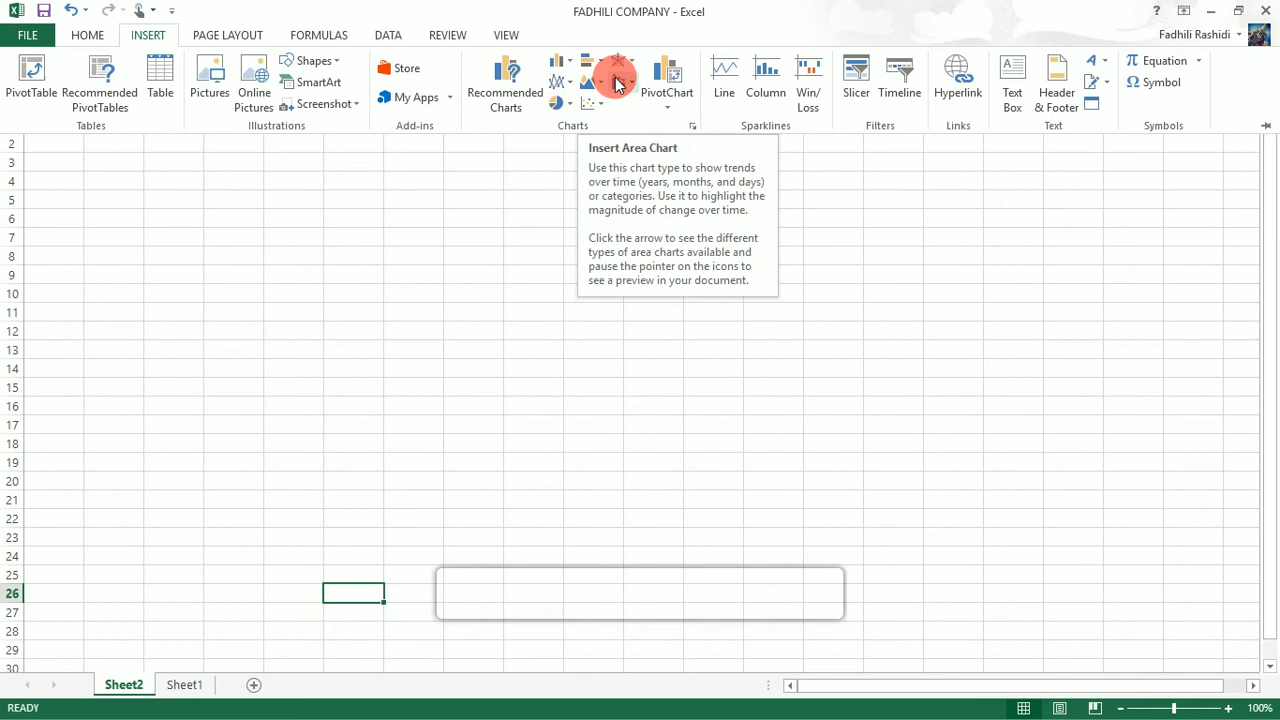 FADHILI COMPANY - Excel
?
FILE HOME INSERT PAGE LAYOUT FORMULAS DATA REVIEW VIEW Fadhili Rashidi
PivotTable
Recommended
PivotTables
Table
Tables
Pictures
Online
Pictures
Shapes
SmartArt
Screenshot
Illustrations
Store
My Apps
Add-ins
Recommended
Charts
PivotChart
Charts
Line
Column
Win/
Loss
Sparklines
Slicer
Timeline
Filters
Hyperlink
Links
Text
Box
Header
& Footer
A
Text
π Equation
Ω Symbol
Symbols
Insert Area Chart
Use this chart type to show trends
over time (years, months, and days)
or categories. Use it to highlight the
magnitude of change over time.
Click the arrow to see the different
types of area charts available and
pause the pointer on the icons to
see a preview in your document.
2
3
4
5
6
7
8
9
10
11
12
13
14
15
16
17
18
19
20
21
22
23
24
25
26
27
28
29
30
Sheet2 Sheet1
READY 100%